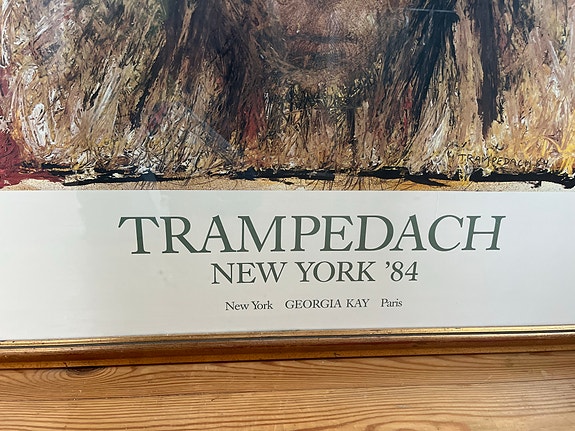 TRAMPEDACH
TRAMPEDACH
NEW YORK ’84
New York GEORGIA KAY Paris